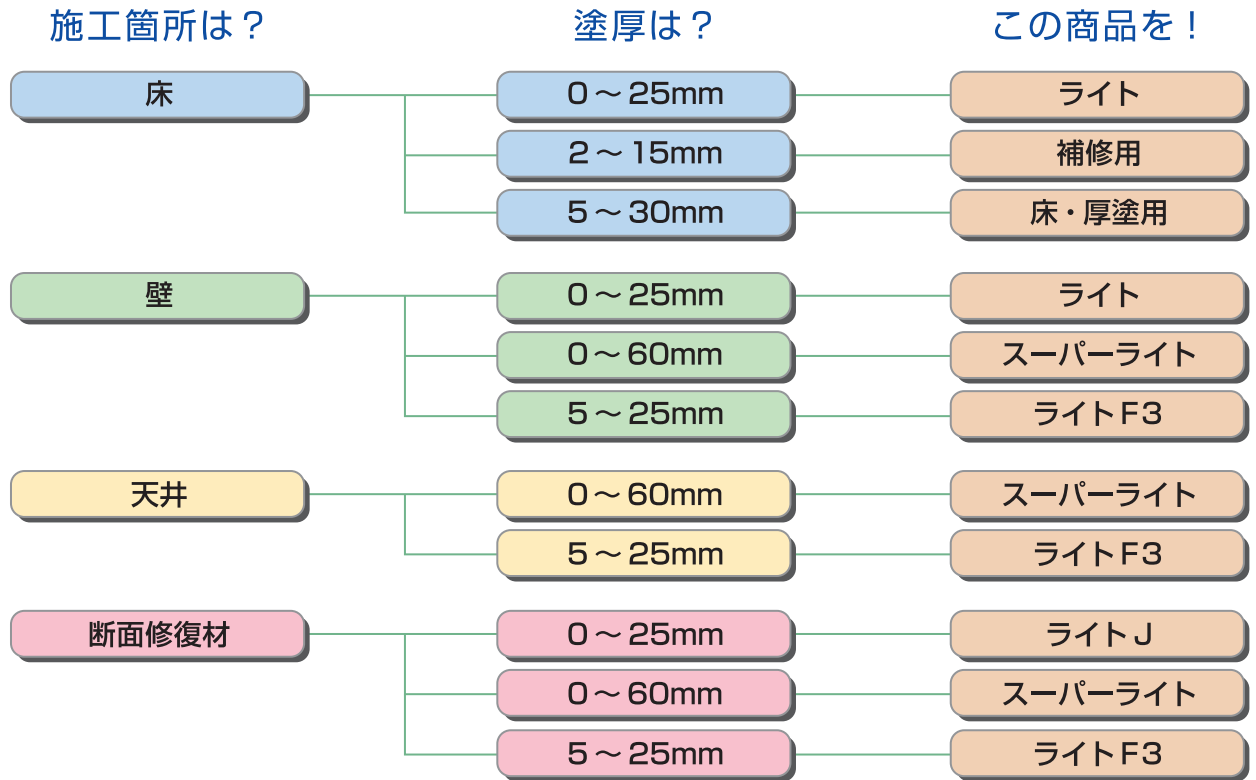 施工箇所は？ 塗厚は？ この商品を！
床 0～25mm ライト
2～15mm 補修用
5～30mm 床・厚塗用
壁 0～25mm ライト
0～60mm スーパーライト
5～25mm ライトF3
天井 0～60mm スーパーライト
5～25mm ライトF3
断面修復材 0～25mm ライトJ
0～60mm スーパーライト
5～25mm ライトF3